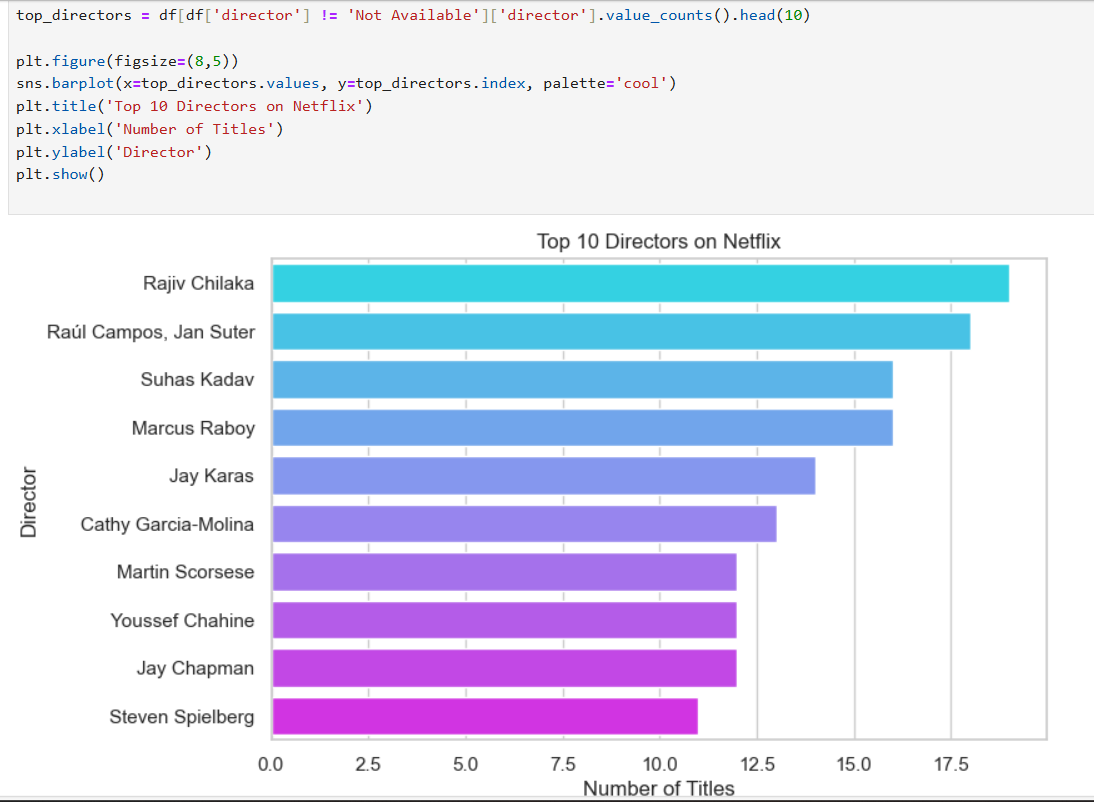 top_directors = df[df['director'] != 'Not Available']['director'].value_counts().head(10)
plt.figure(figsize=(8,5))
sns.barplot(x=top_directors.values, y=top_directors.index, palette='cool')
plt.title('Top 10 Directors on Netflix')
plt.xlabel('Number of Titles')
plt.ylabel('Director')
plt.show()
Top 10 Directors on Netflix
Rajiv Chilaka
Raúl Campos, Jan Suter
Suhas Kadav
Marcus Raboy
Jay Karas
Cathy Garcia-Molina
Martin Scorsese
Youssef Chahine
Jay Chapman
Steven Spielberg
Director
0.0 2.5 5.0 7.5 10.0 12.5 15.0 17.5
Number of Titles